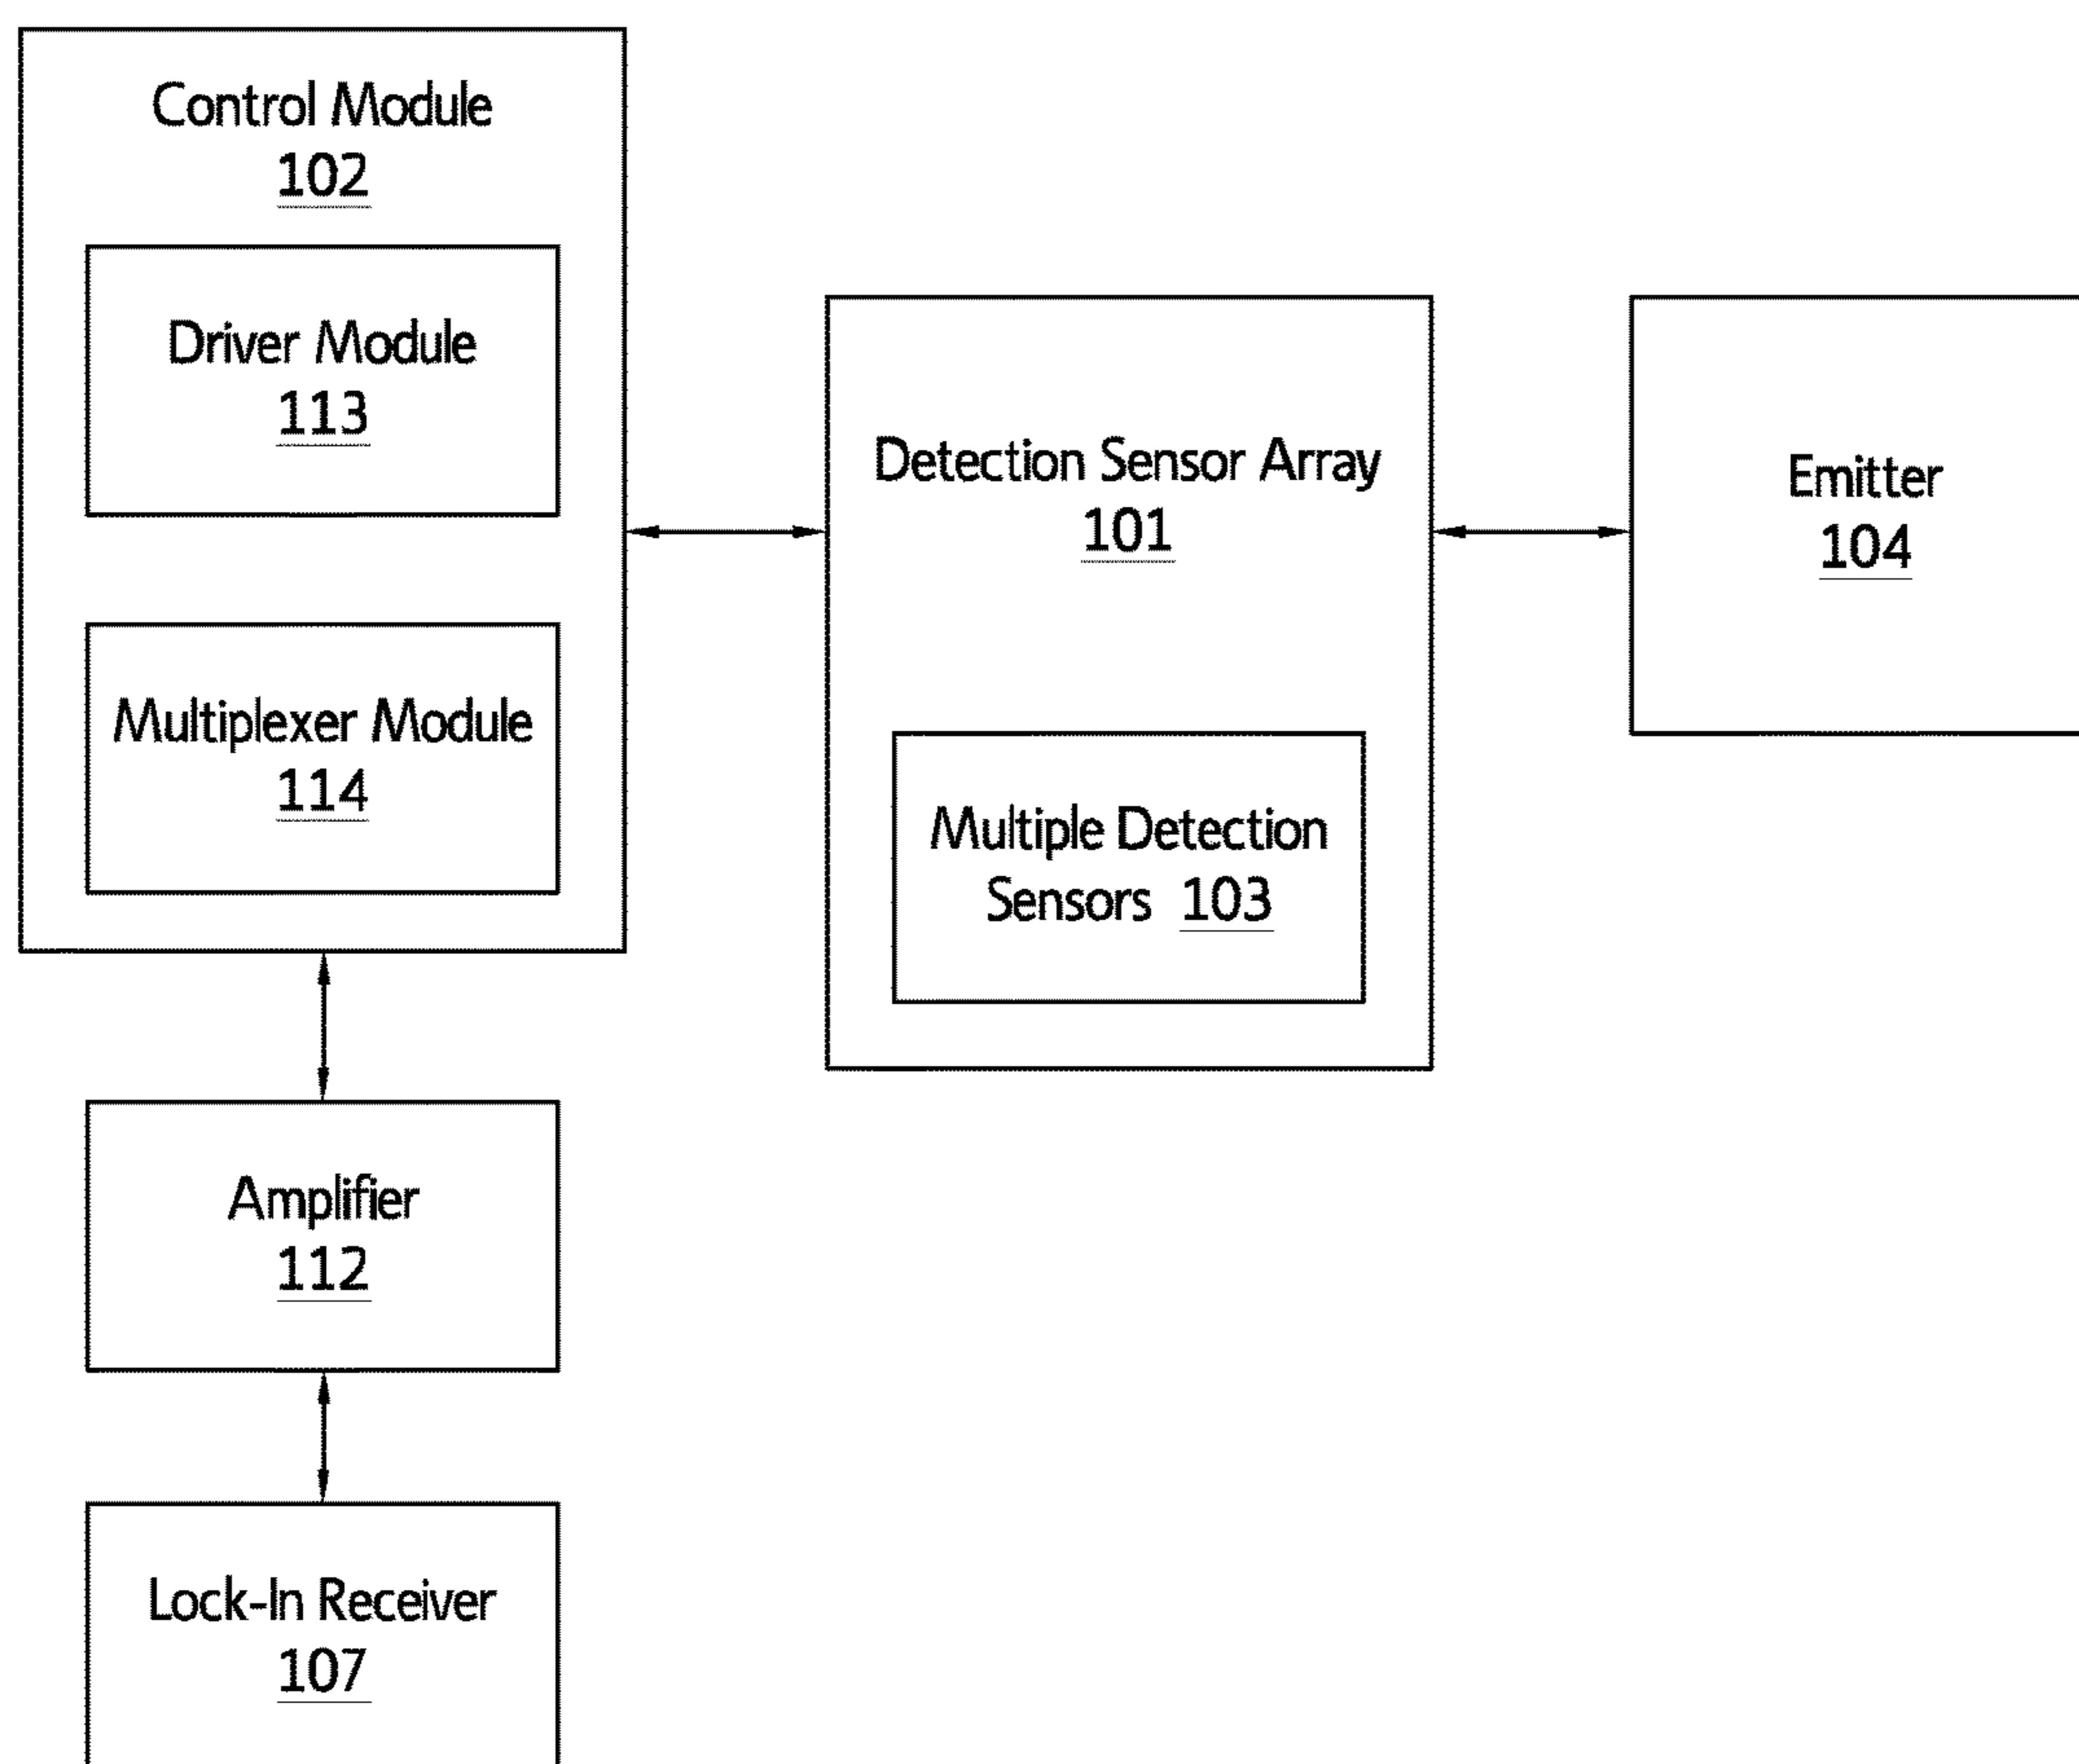 Control Module
102
Driver Module
113
Multiplexer Module
114
Detection Sensor Array
101
Multiple Detection
Sensors 103
Emitter
104
Amplifier
112
Lock-In Receiver
107